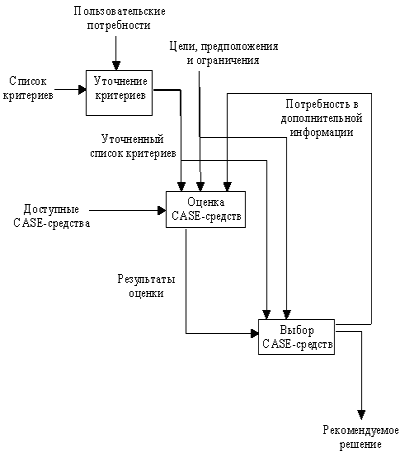 Пользовательские
потребности
Цели, предположения
и ограничения
Список
критериев
Уточнение
критериев
Потребность в
дополнительной
информации
Уточненный
список критериев
Доступные
CASE-средства
Оценка
CASE-средств
Результаты
оценки
Выбор
CASE-средств
Рекомендуемое
решение